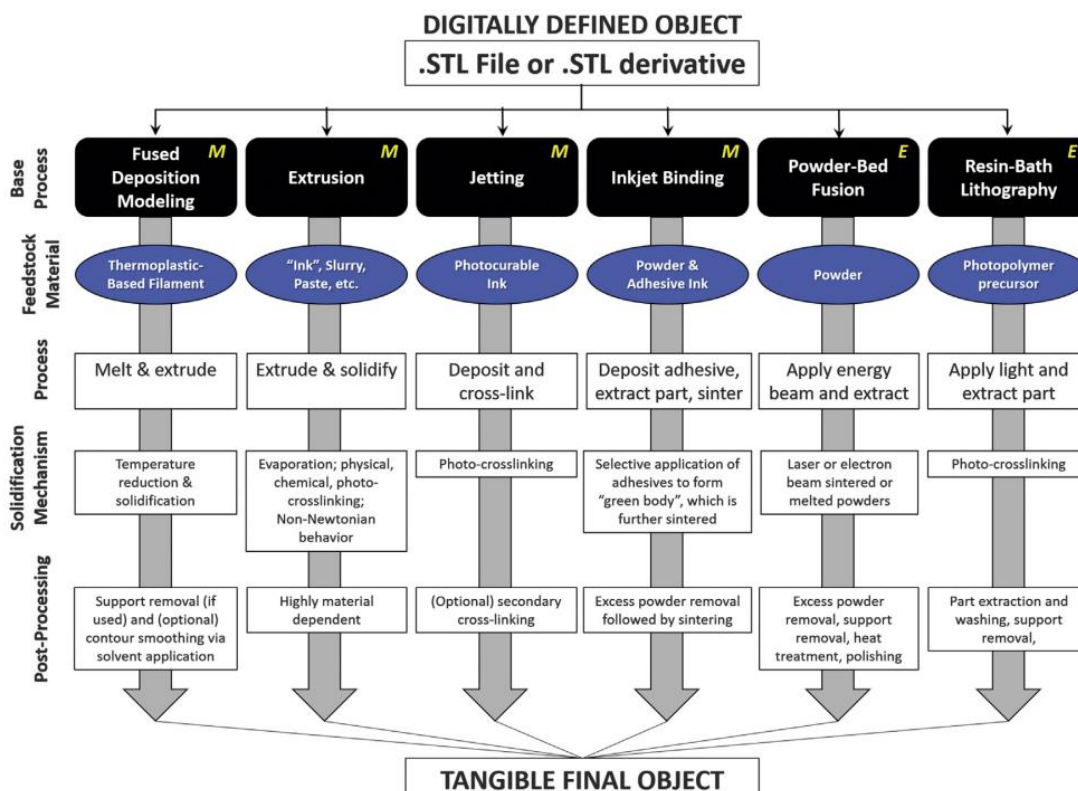 DIGITALLY DEFINED OBJECT
.STL File or .STL derivative
Base
Process
Fused
Deposition
Modeling
M
Extrusion
M
Jetting
M
Inkjet Binding
M
Powder-Bed
Fusion
E
Resin-Bath
Lithography
E
Feedstock
Material
Thermoplastic-
Based Filament
“Ink”, Slurry,
Paste, etc.
Photocurable
Ink
Powder &
Adhesive Ink
Powder
Photopolymer
precursor
Process
Melt & extrude
Extrude & solidify
Deposit and
cross-link
Deposit adhesive,
extract part, sinter
Apply energy
beam and extract
Apply light and
extract part
Solidification
Mechanism
Temperature
reduction &
solidification
Evaporation; physical,
chemical, photo-
crosslinking;
Non-Newtonian
behavior
Photo-crosslinking
Selective application of
adhesives to form
“green body”, which is
further sintered
Laser or electron
beam sintered or
melted powders
Photo-crosslinking
Post-Processing
Support removal (if
used) and (optional)
contour smoothing via
solvent application
Highly material
dependent
(Optional) secondary
cross-linking
Excess powder removal
followed by sintering
Excess powder
removal, support
removal, heat
treatment, polishing
Part extraction and
washing, support
removal,
TANGIBLE FINAL OBJECT